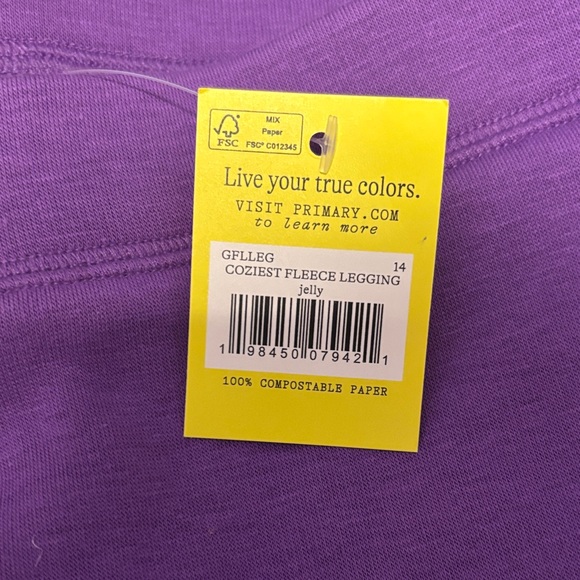 FSC
MIX
Paper
FSC® C012345
Live your true colors.
VISIT PRIMARY.COM
to learn more
GFLLEG 14
COZIEST FLEECE LEGGING
jelly
1 98450 07942 1
100% COMPOSTABLE PAPER